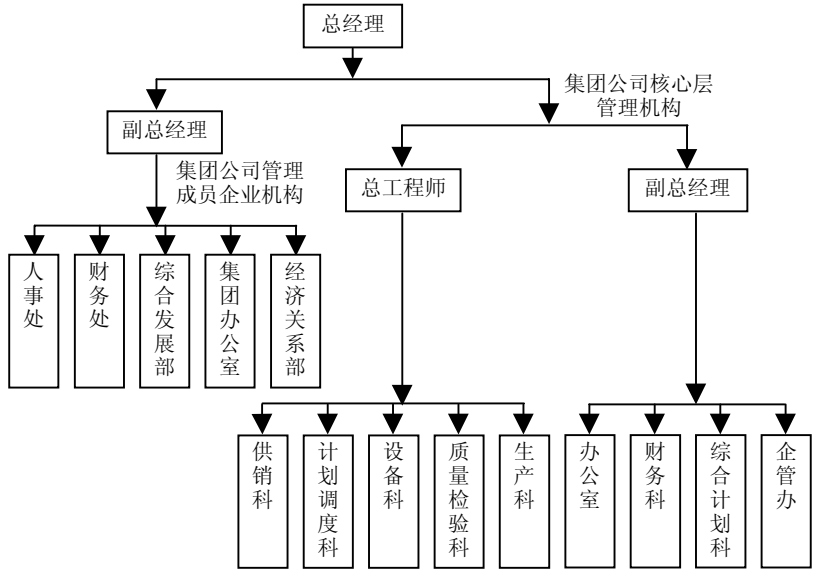 总经理
集团公司核心层
管理机构
副总经理
集团公司管理
成员企业机构
总工程师
副总经理
人事处
财务处
综合发展部
集团办公室
经济关系部
供销科
计划调度科
设备科
质量检验科
生产科
办公室
财务科
综合计划科
企管办